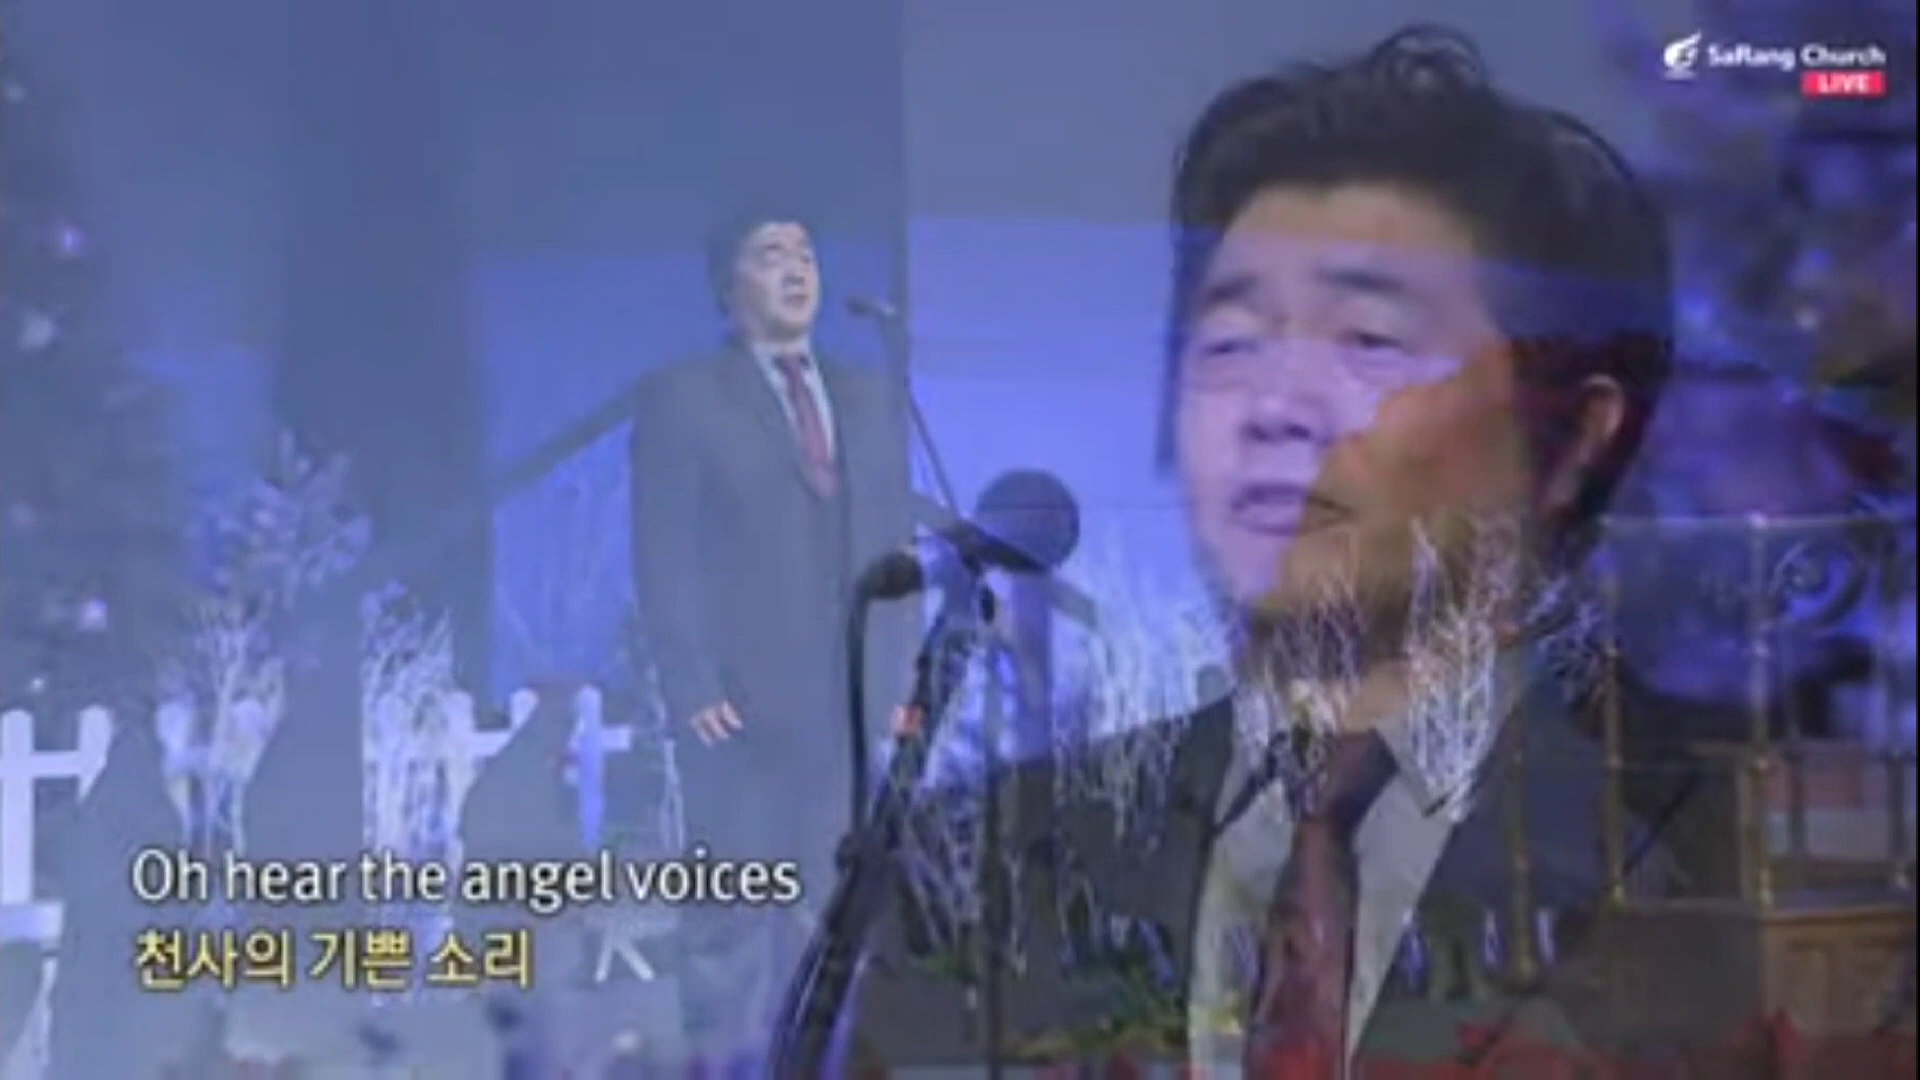 SaRang Church
LIVE
Oh hear the angel voices
천사의 기쁜 소리